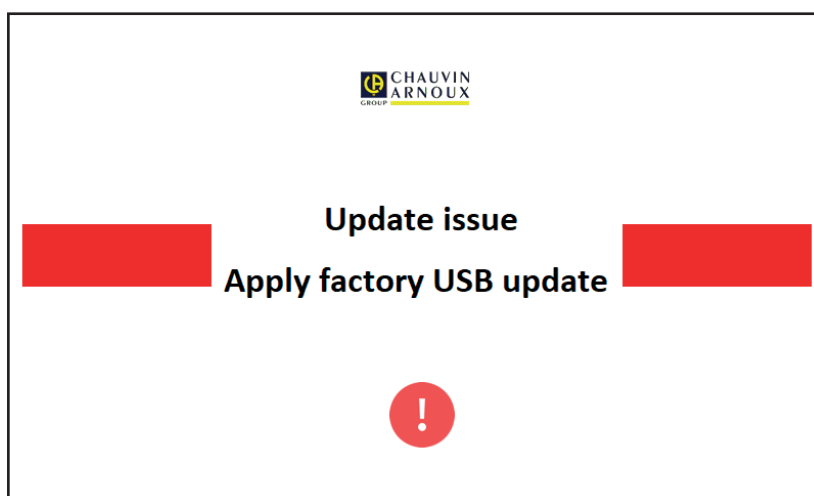 CHAUVIN
ARNOUX
GROUP
Update issue
Apply factory USB update
!